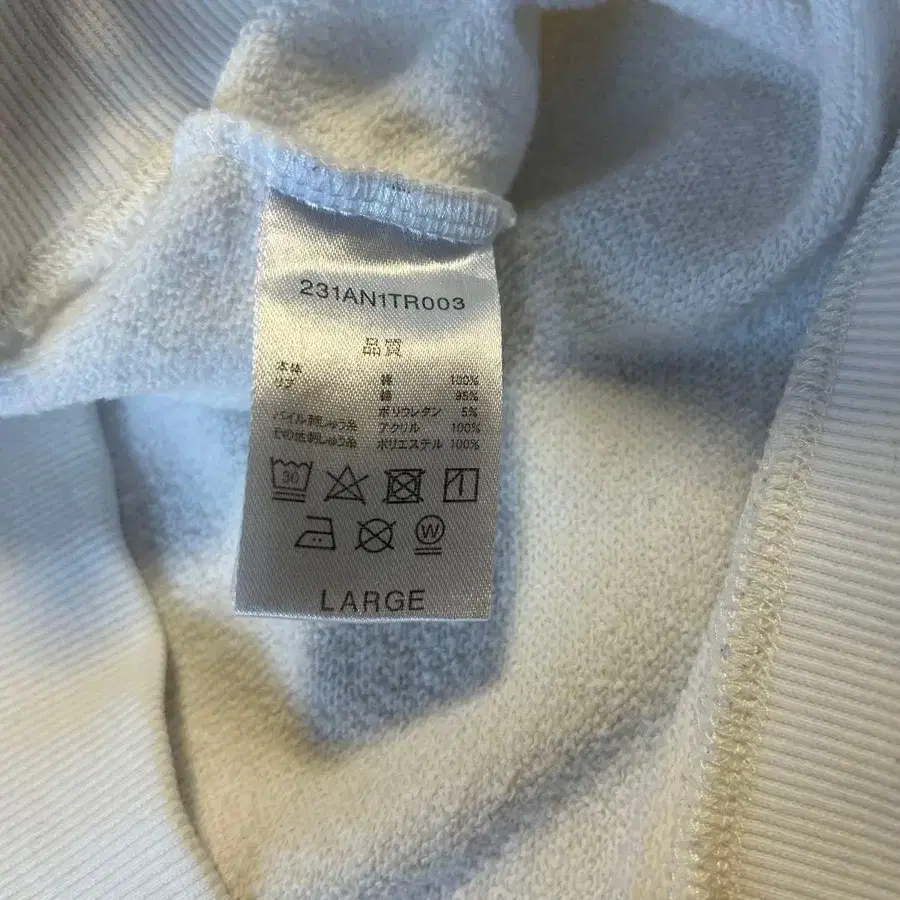 231AN1TR003
品質
本体 綿 100%
リブ 綿 95%
ポリウレタン 5%
パイル刺しゅう糸 アクリル 100%
その他刺しゅう糸 ポリエステル 100%
30
W
LARGE